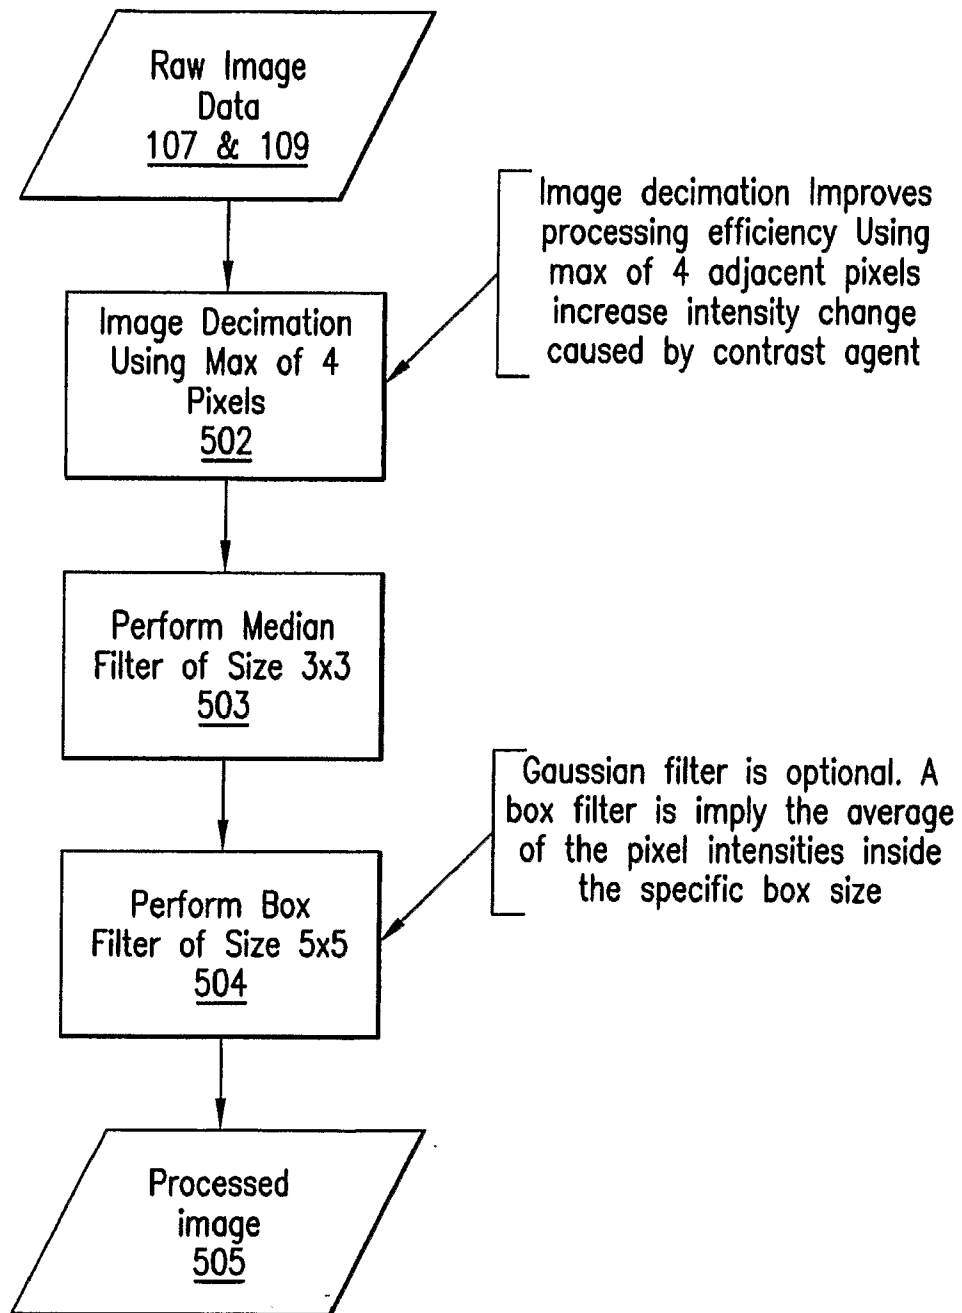 Raw Image
Data
107 & 109
Image decimation Improves
processing efficiency Using
max of 4 adjacent pixels
increase intensity change
caused by contrast agent
Image Decimation
Using Max of 4
Pixels
502
Perform Median
Filter of Size 3x3
503
Gaussian filter is optional. A
box filter is imply the average
of the pixel intensities inside
the specific box size
Perform Box
Filter of Size 5x5
504
Processed
image
505